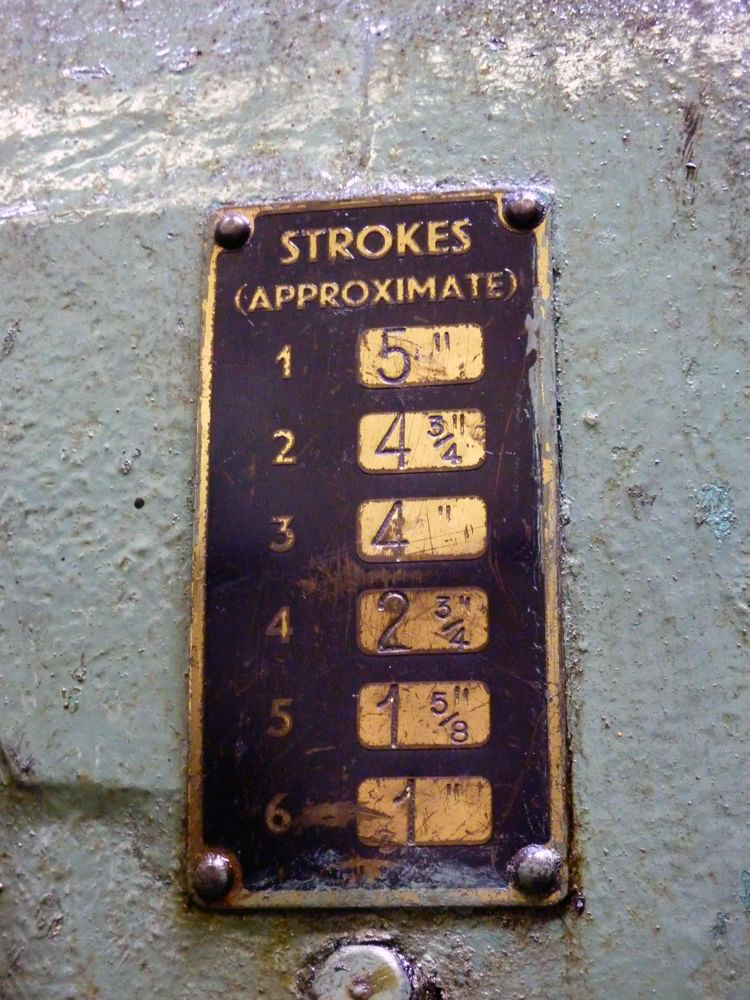 STROKES
(APPROXIMATE)
1 5"
2 4 3/4"
3 4"
4 2 3/4"
5 1 5/8"
6 1"